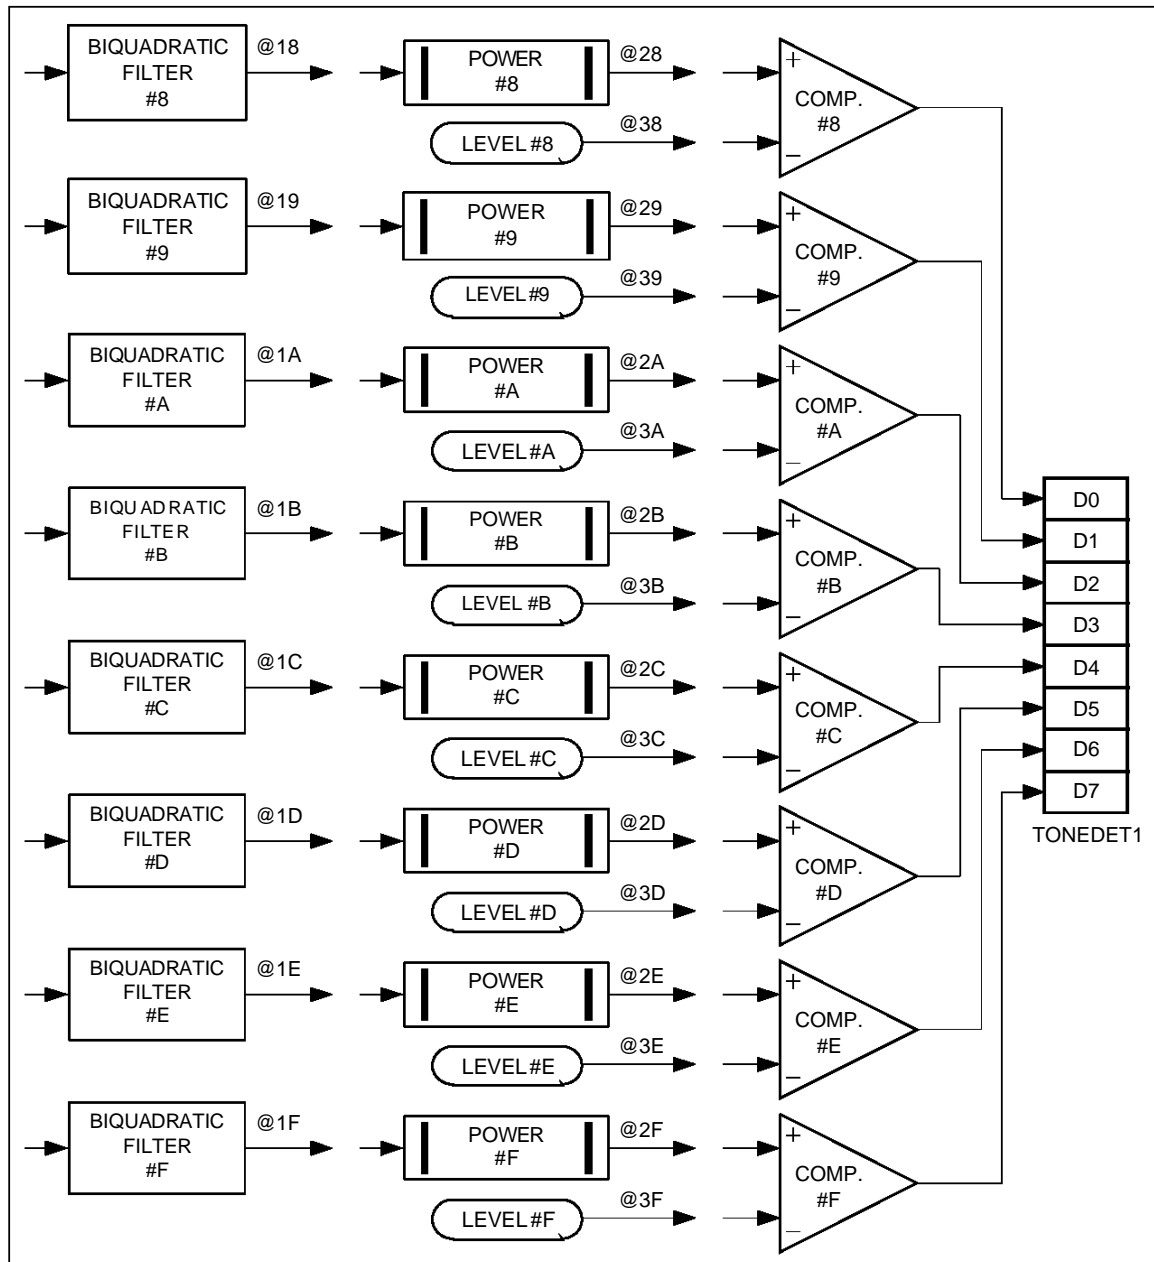 BIQUADRATIC
FILTER
#8
@18
POWER
#8
@28
LEVEL #8
@38
+
−
COMP.
#8
BIQUADRATIC
FILTER
#9
@19
POWER
#9
@29
LEVEL #9
@39
+
−
COMP.
#9
BIQUADRATIC
FILTER
#A
@1A
POWER
#A
@2A
LEVEL #A
@3A
+
−
COMP.
#A
BIQUADRATIC
FILTER
#B
@1B
POWER
#B
@2B
LEVEL #B
@3B
+
−
COMP.
#B
BIQUADRATIC
FILTER
#C
@1C
POWER
#C
@2C
LEVEL #C
@3C
+
−
COMP.
#C
BIQUADRATIC
FILTER
#D
@1D
POWER
#D
@2D
LEVEL #D
@3D
+
−
COMP.
#D
BIQUADRATIC
FILTER
#E
@1E
POWER
#E
@2E
LEVEL #E
@3E
+
−
COMP.
#E
BIQUADRATIC
FILTER
#F
@1F
POWER
#F
@2F
LEVEL #F
@3F
+
−
COMP.
#F
D0
D1
D2
D3
D4
D5
D6
D7
TONEDET1